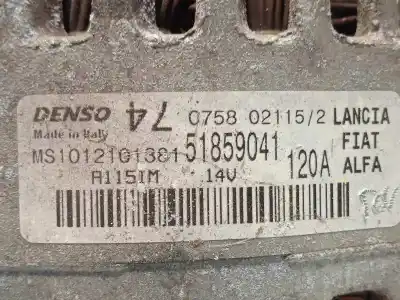 DENSO 74 0758 02115/2 LANCIA
Made in Italy FIAT
MS1012101381 51859041 120A ALFA
A115IM 14V